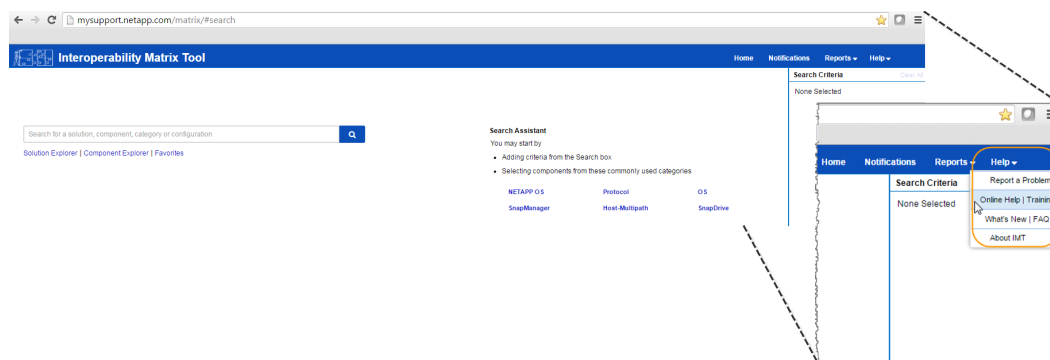 mysupport.netapp.com/matrix/#search
Interoperability Matrix Tool
Home Notifications Reports Help
Search Criteria Clear All
None Selected
Search for a solution, component, category or configuration
Solution Explorer | Component Explorer | Favorites
Search Assistant
You may start by
• Adding criteria from the Search box
• Selecting components from these commonly used categories
NETAPP OS Protocol OS
SnapManager Host-Multipath SnapDrive
Home Notifications Reports Help
Search Criteria
None Selected
Report a Problem
Online Help | Trainin
What's New | FAQ
About IMT